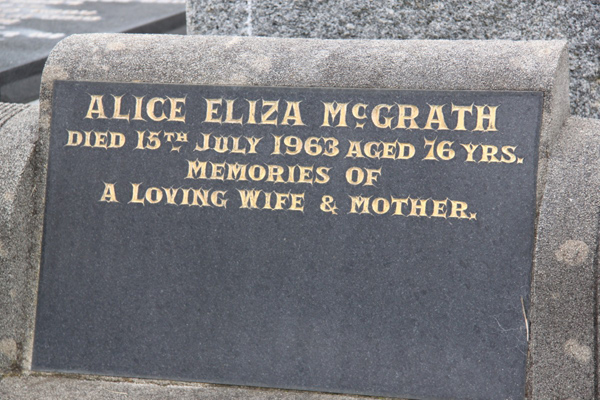 ALICE ELIZA McGRATH
DIED 15TH JULY 1963 AGED 76 YRS.
MEMORIES OF
A LOVING WIFE & MOTHER.